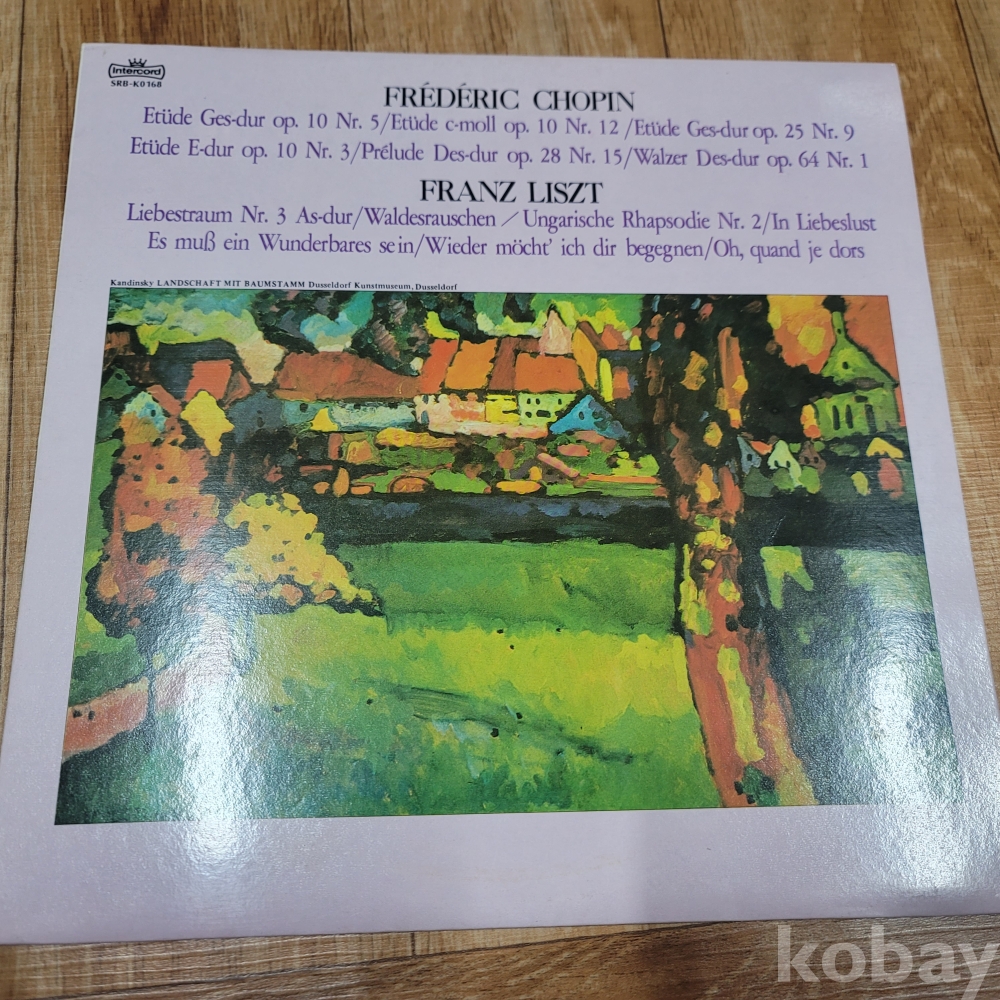 intercord
SRB-K0168
FRÉDÉRIC CHOPIN
Etüde Ges-dur op. 10 Nr. 5/Etüde c-moll op. 10 Nr. 12 /Etüde Ges-dur op. 25 Nr. 9
Etüde E-dur op. 10 Nr. 3/Prélude Des-dur op. 28 Nr. 15/Walzer Des-dur op. 64 Nr. 1
FRANZ LISZT
Liebestraum Nr. 3 As-dur/Waldesrauschen / Ungarische Rhapsodie Nr. 2/In Liebeslust
Es muß ein Wunderbares sein/Wieder möcht' ich dir begegnen/Oh, quand je dors
Kandinsky LANDSCHAFT MIT BAUMSTAMM Dusseldorf Kunstmuseum, Dusseldorf
kobay